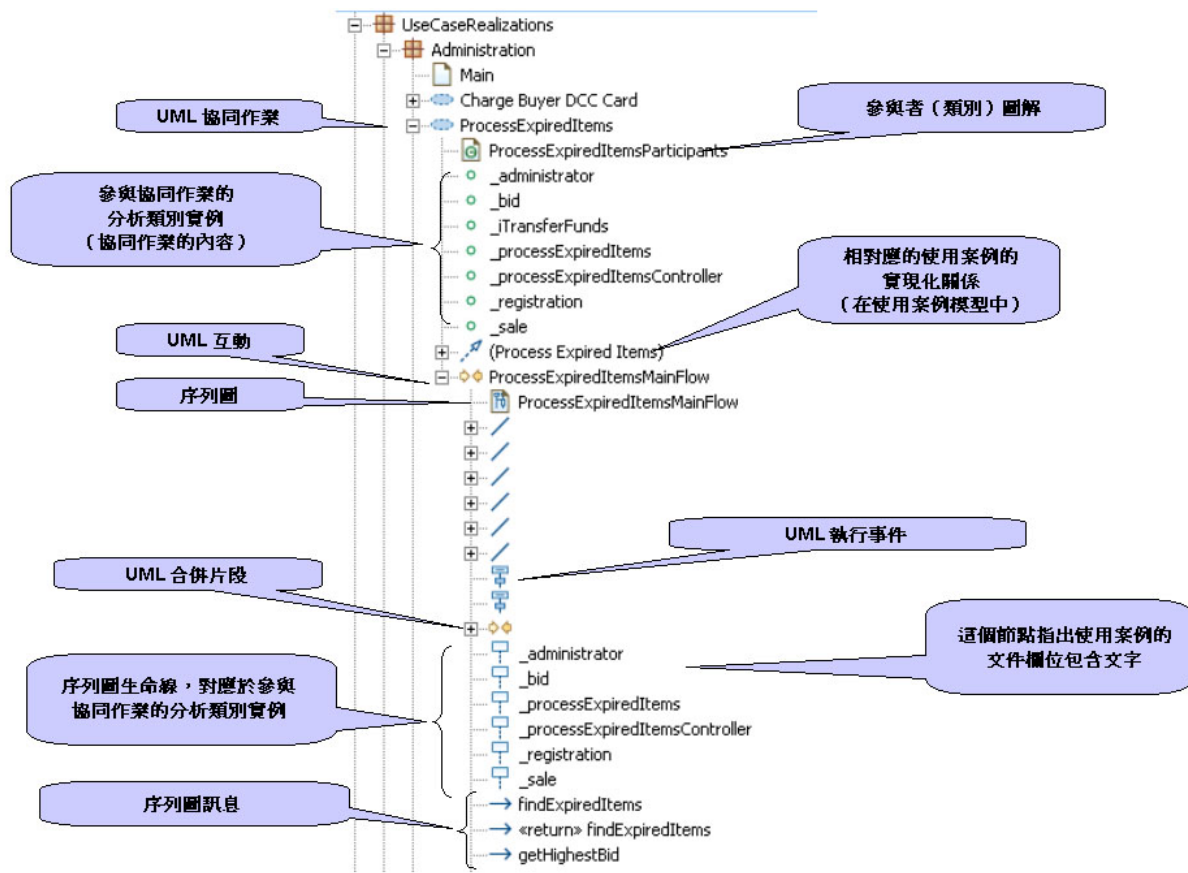 UseCaseRealizations
Administration
Main
Charge Buyer DCC Card
ProcessExpiredItems
ProcessExpiredItemsParticipants
_administrator
_bid
_iTransferFunds
_processExpiredItems
_processExpiredItemsController
_registration
_sale
(Process Expired Items)
ProcessExpiredItemsMainFlow
ProcessExpiredItemsMainFlow
_administrator
_bid
_processExpiredItems
_processExpiredItemsController
_registration
_sale
findExpiredItems
«return» findExpiredItems
getHighestBid
UML 協同作業
參與協同作業的
分析類別實例
(協同作業的內容)
UML 互動
序列圖
UML 合併片段
序列圖生命線,對應於參與
協同作業的分析類別實例
序列圖訊息
參與者(類別)圖解
相對應的使用案例的
實現化關係
(在使用案例模型中)
UML 執行事件
這個節點指出使用案例的
文件欄位包含文字